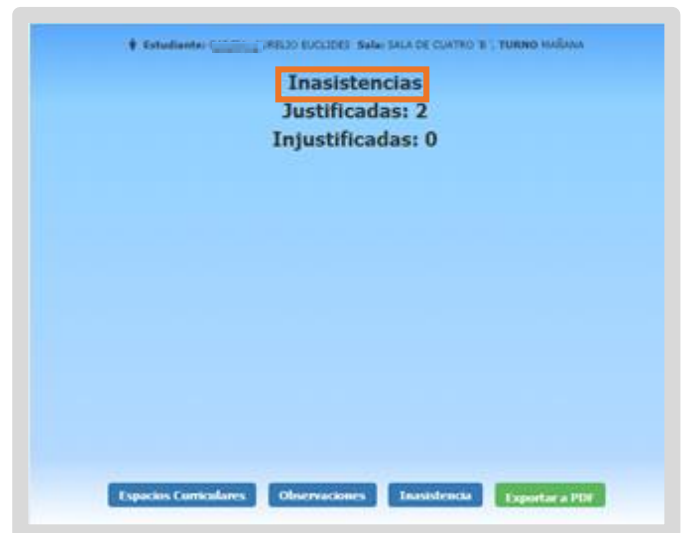 Estudiante: AURELIO EUCLIDES Sala: SALA DE CUATRO 'B', TURNO MAÑANA
Inasistencias
Justificadas: 2
Injustificadas: 0
Espacios Curriculares Observaciones Inasistencia Exportar a PDF